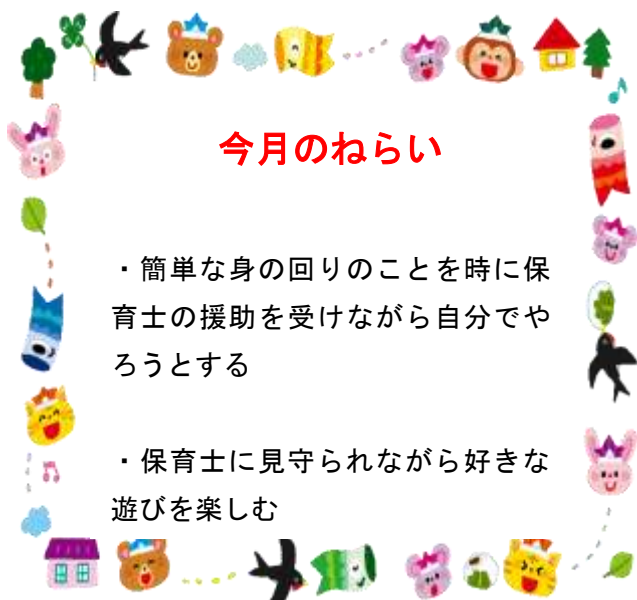 今月のねらい
・簡単な身の回りのことを時に保
育士の援助を受けながら自分でや
ろうとする
・保育士に見守られながら好きな
遊びを楽しむ